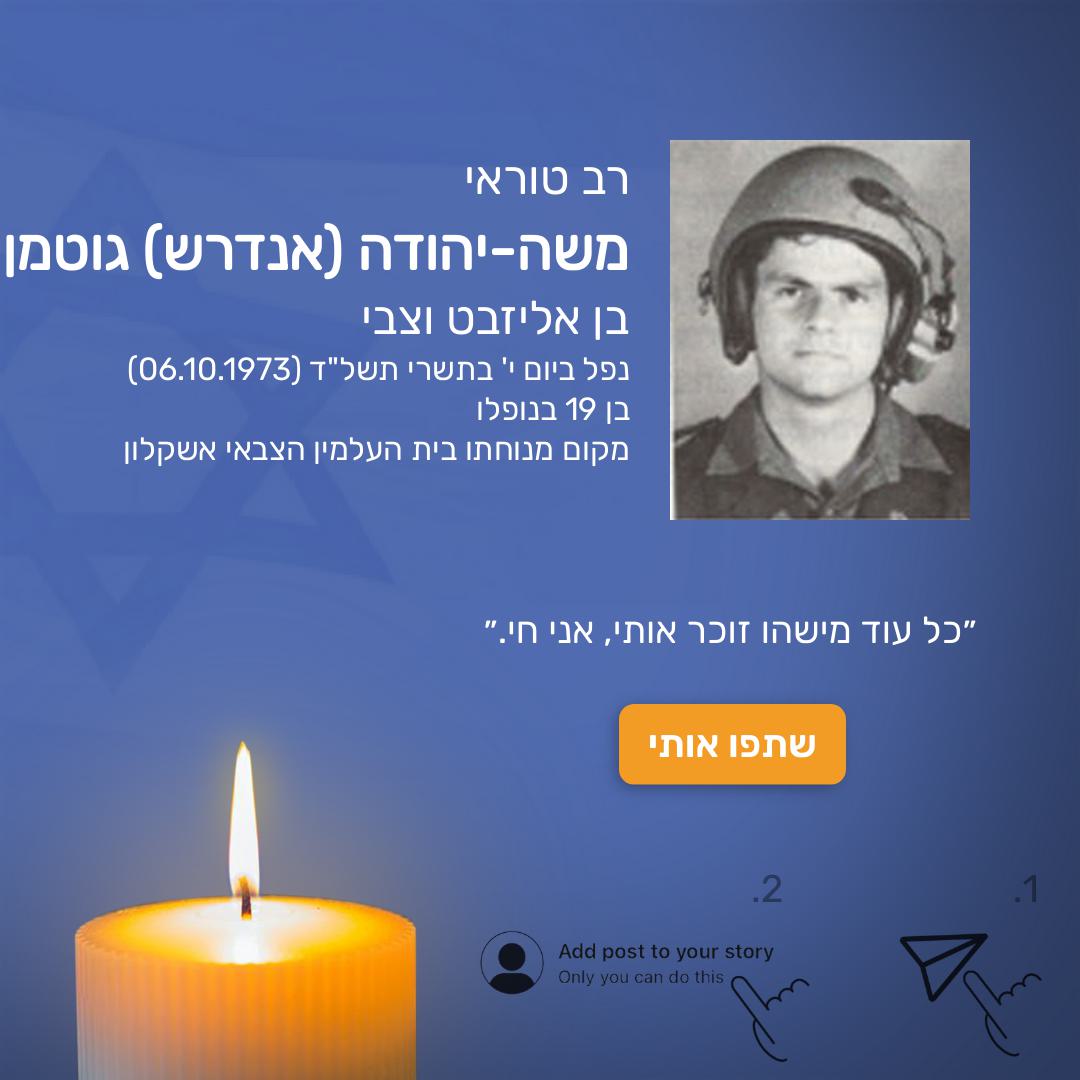 רב טוראי
משה-יהודה (אנדרש) גוטמן
בן אליזבט וצבי
נפל ביום י' בתשרי תשל"ד (06.10.1973)
בן 19 בנופלו
מקום מנוחתו בית העלמין הצבאי אשקלון
"כל עוד מישהו זוכר אותי, אני חי."
שתפו אותי
1.
2.
Add post to your story
Only you can do this